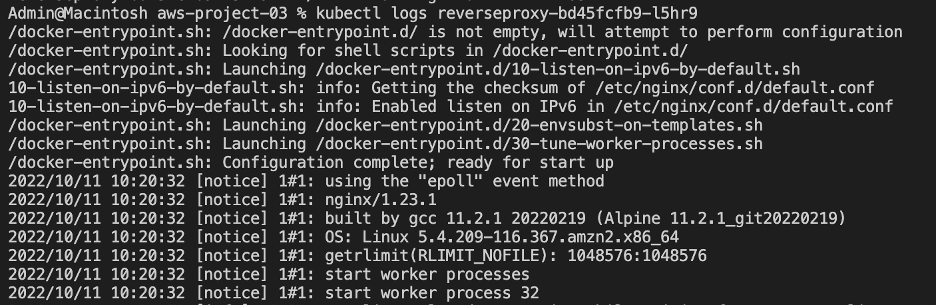 Admin@Macintosh aws-project-03 % kubectl logs reverseproxy-bd45fcfb9-l5hr9
/docker-entrypoint.sh: /docker-entrypoint.d/ is not empty, will attempt to perform configuration
/docker-entrypoint.sh: Looking for shell scripts in /docker-entrypoint.d/
/docker-entrypoint.sh: Launching /docker-entrypoint.d/10-listen-on-ipv6-by-default.sh
10-listen-on-ipv6-by-default.sh: info: Getting the checksum of /etc/nginx/conf.d/default.conf
10-listen-on-ipv6-by-default.sh: info: Enabled listen on IPv6 in /etc/nginx/conf.d/default.conf
/docker-entrypoint.sh: Launching /docker-entrypoint.d/20-envsubst-on-templates.sh
/docker-entrypoint.sh: Launching /docker-entrypoint.d/30-tune-worker-processes.sh
/docker-entrypoint.sh: Configuration complete; ready for start up
2022/10/11 10:20:32 [notice] 1#1: using the "epoll" event method
2022/10/11 10:20:32 [notice] 1#1: nginx/1.23.1
2022/10/11 10:20:32 [notice] 1#1: built by gcc 11.2.1 20220219 (Alpine 11.2.1_git20220219)
2022/10/11 10:20:32 [notice] 1#1: OS: Linux 5.4.209-116.367.amzn2.x86_64
2022/10/11 10:20:32 [notice] 1#1: getrlimit(RLIMIT_NOFILE): 1048576:1048576
2022/10/11 10:20:32 [notice] 1#1: start worker processes
2022/10/11 10:20:32 [notice] 1#1: start worker process 32